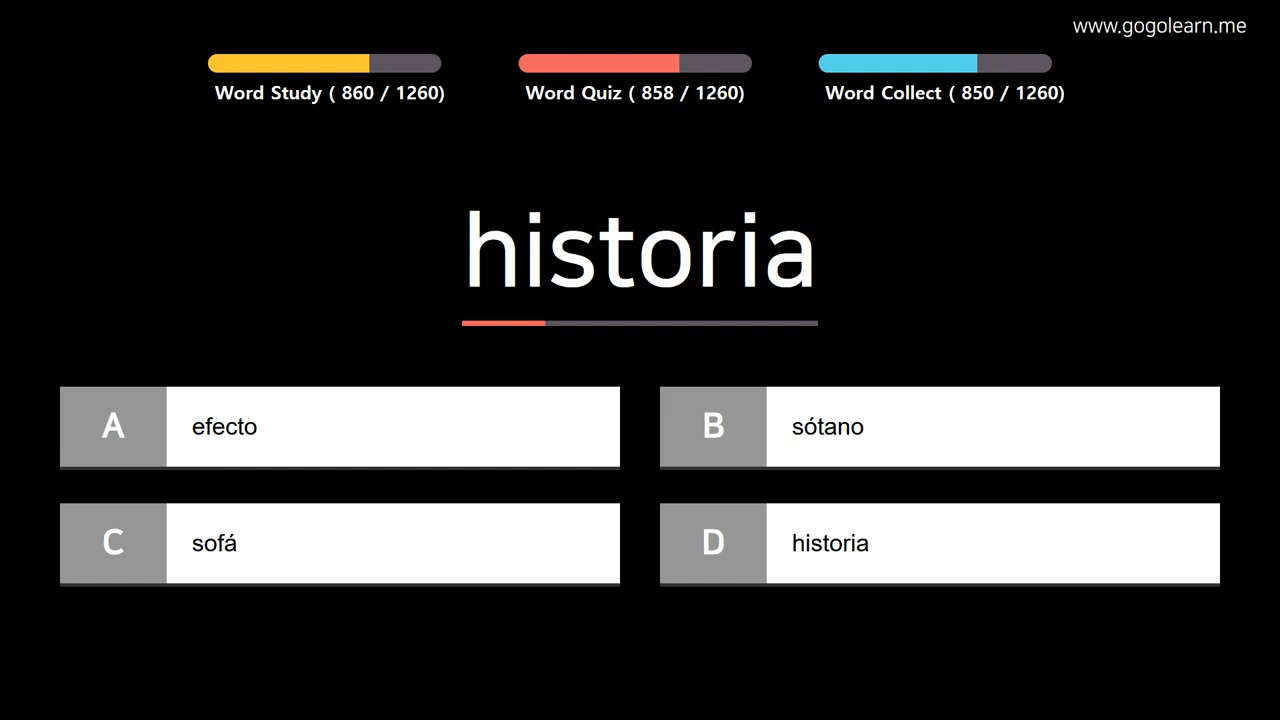 www.gogolearn.me
Word Study ( 860 / 1260)
Word Quiz ( 858 / 1260)
Word Collect ( 850 / 1260)
historia
A
efecto
B
sótano
C
sofá
D
historia